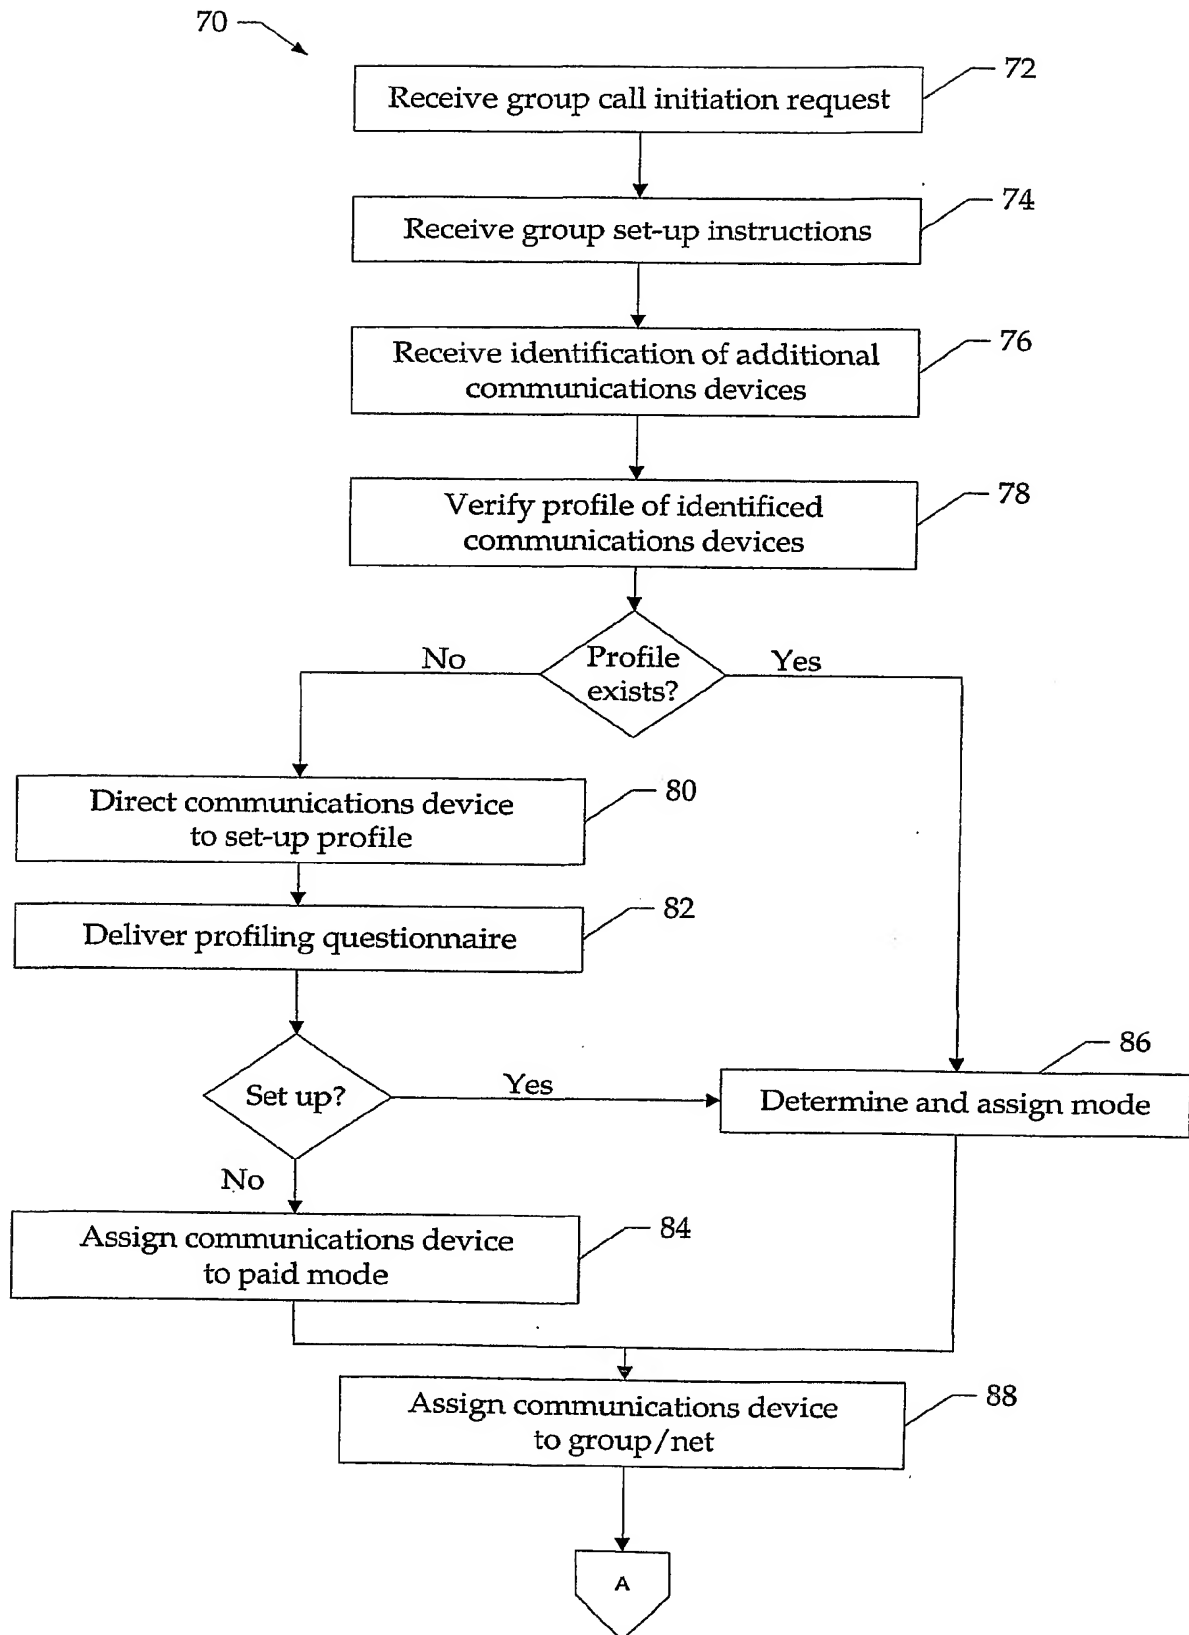 70
Receive group call initiation request
72
Receive group set-up instructions
74
Receive identification of additional
communications devices
76
Verify profile of identificed
communications devices
78
Profile
exists?
No
Yes
Direct communications device
to set-up profile
80
Deliver profiling questionnaire
82
Set up?
Yes
No
Determine and assign mode
86
Assign communications device
to paid mode
84
Assign communications device
to group/net
88
A